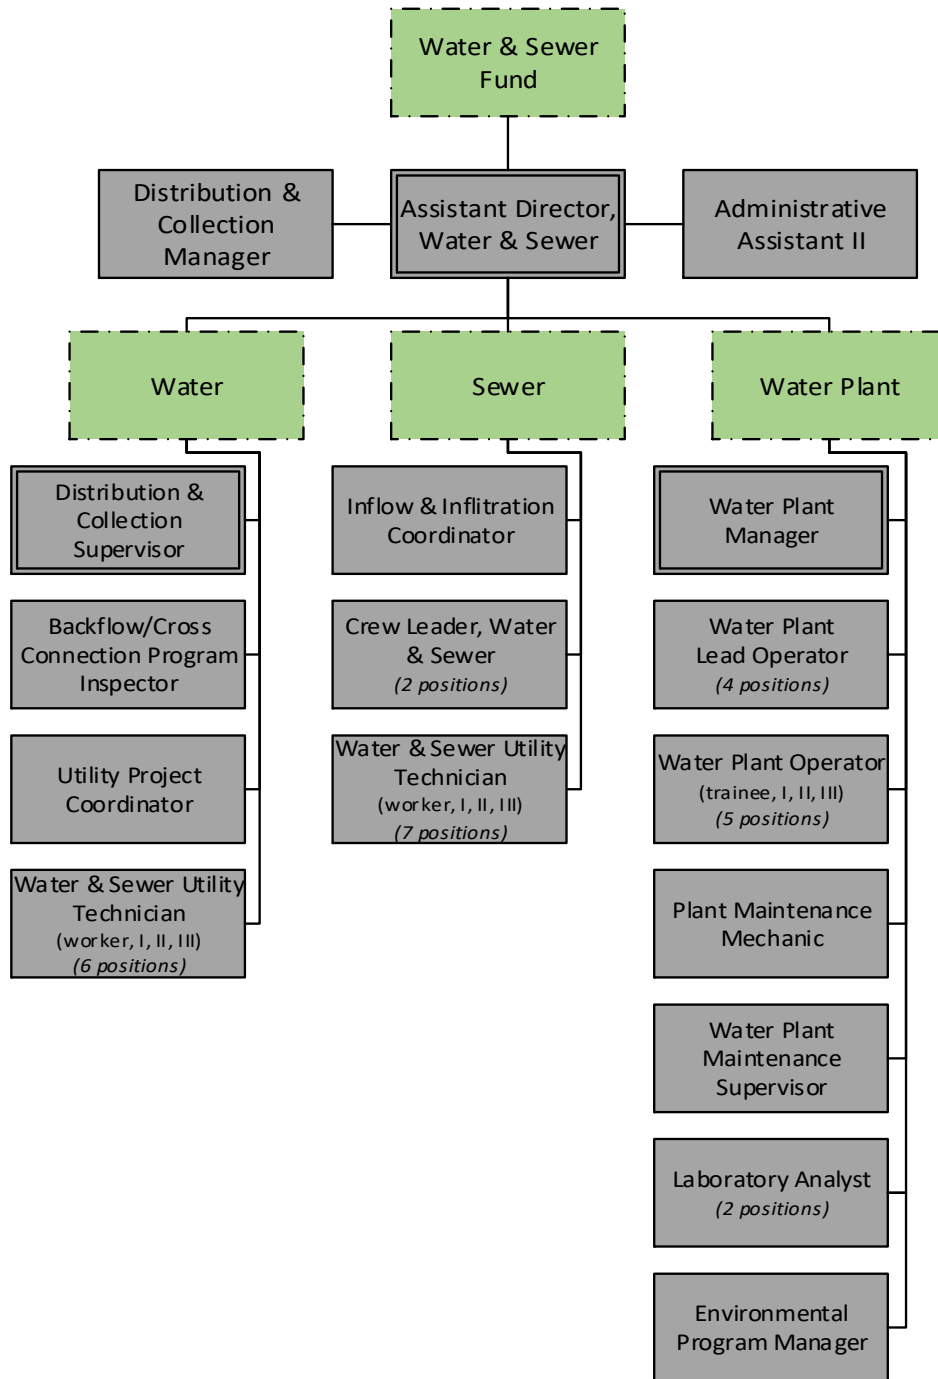 Water & Sewer
Fund
Distribution &
Collection
Manager
Assistant Director,
Water & Sewer
Administrative
Assistant II
Water
Sewer
Water Plant
Distribution &
Collection
Supervisor
Backflow/Cross
Connection Program
Inspector
Utility Project
Coordinator
Water & Sewer Utility
Technician
(worker, I, II, III)
(6 positions)
Inflow & Inflitration
Coordinator
Crew Leader, Water
& Sewer
(2 positions)
Water & Sewer Utility
Technician
(worker, I, II, III)
(7 positions)
Water Plant
Manager
Water Plant
Lead Operator
(4 positions)
Water Plant Operator
(trainee, I, II, III)
(5 positions)
Plant Maintenance
Mechanic
Water Plant
Maintenance
Supervisor
Laboratory Analyst
(2 positions)
Environmental
Program Manager